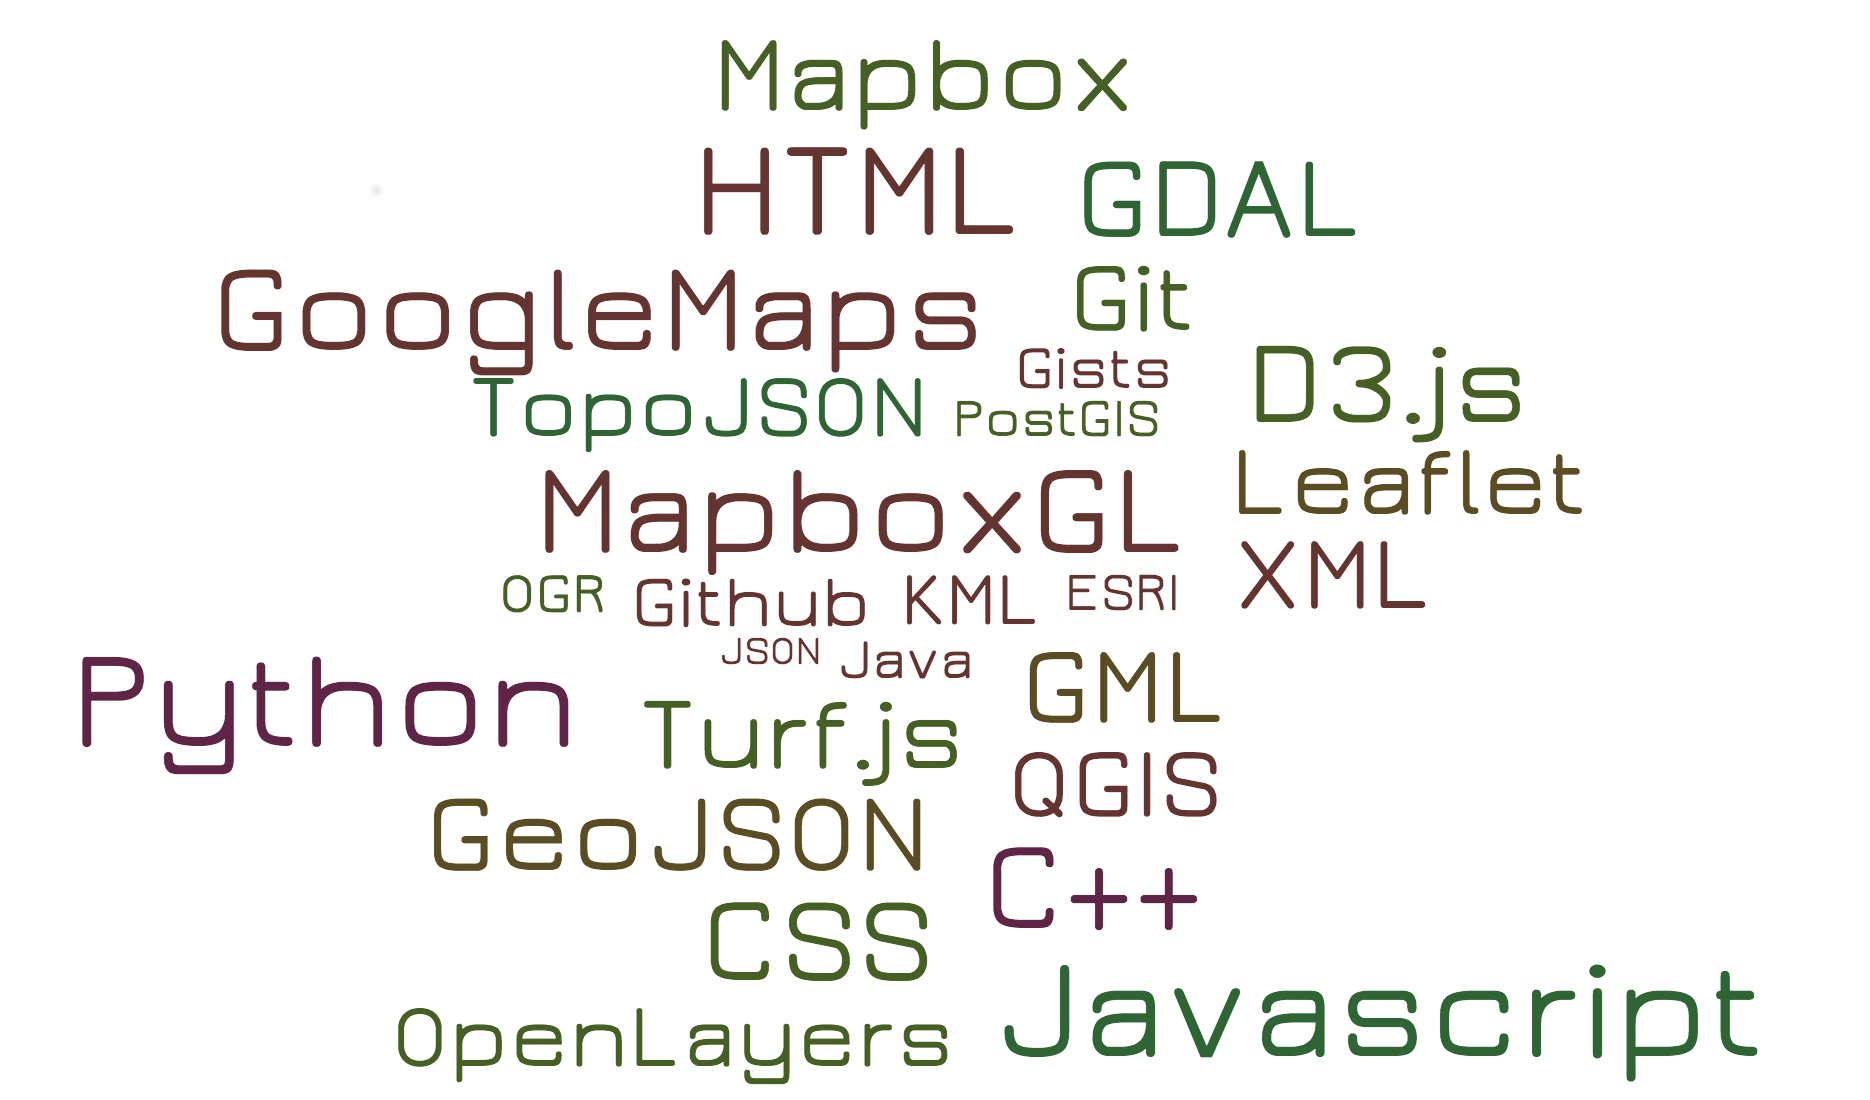 Mapbox
HTML GDAL
GoogleMaps Git
Gists D3.js
TopoJSON PostGIS
MapboxGL Leaflet
OGR Github KML ESRI XML
JSON Java
Python Turf.js GML
QGIS
GeoJSON
C++
CSS
OpenLayers Javascript